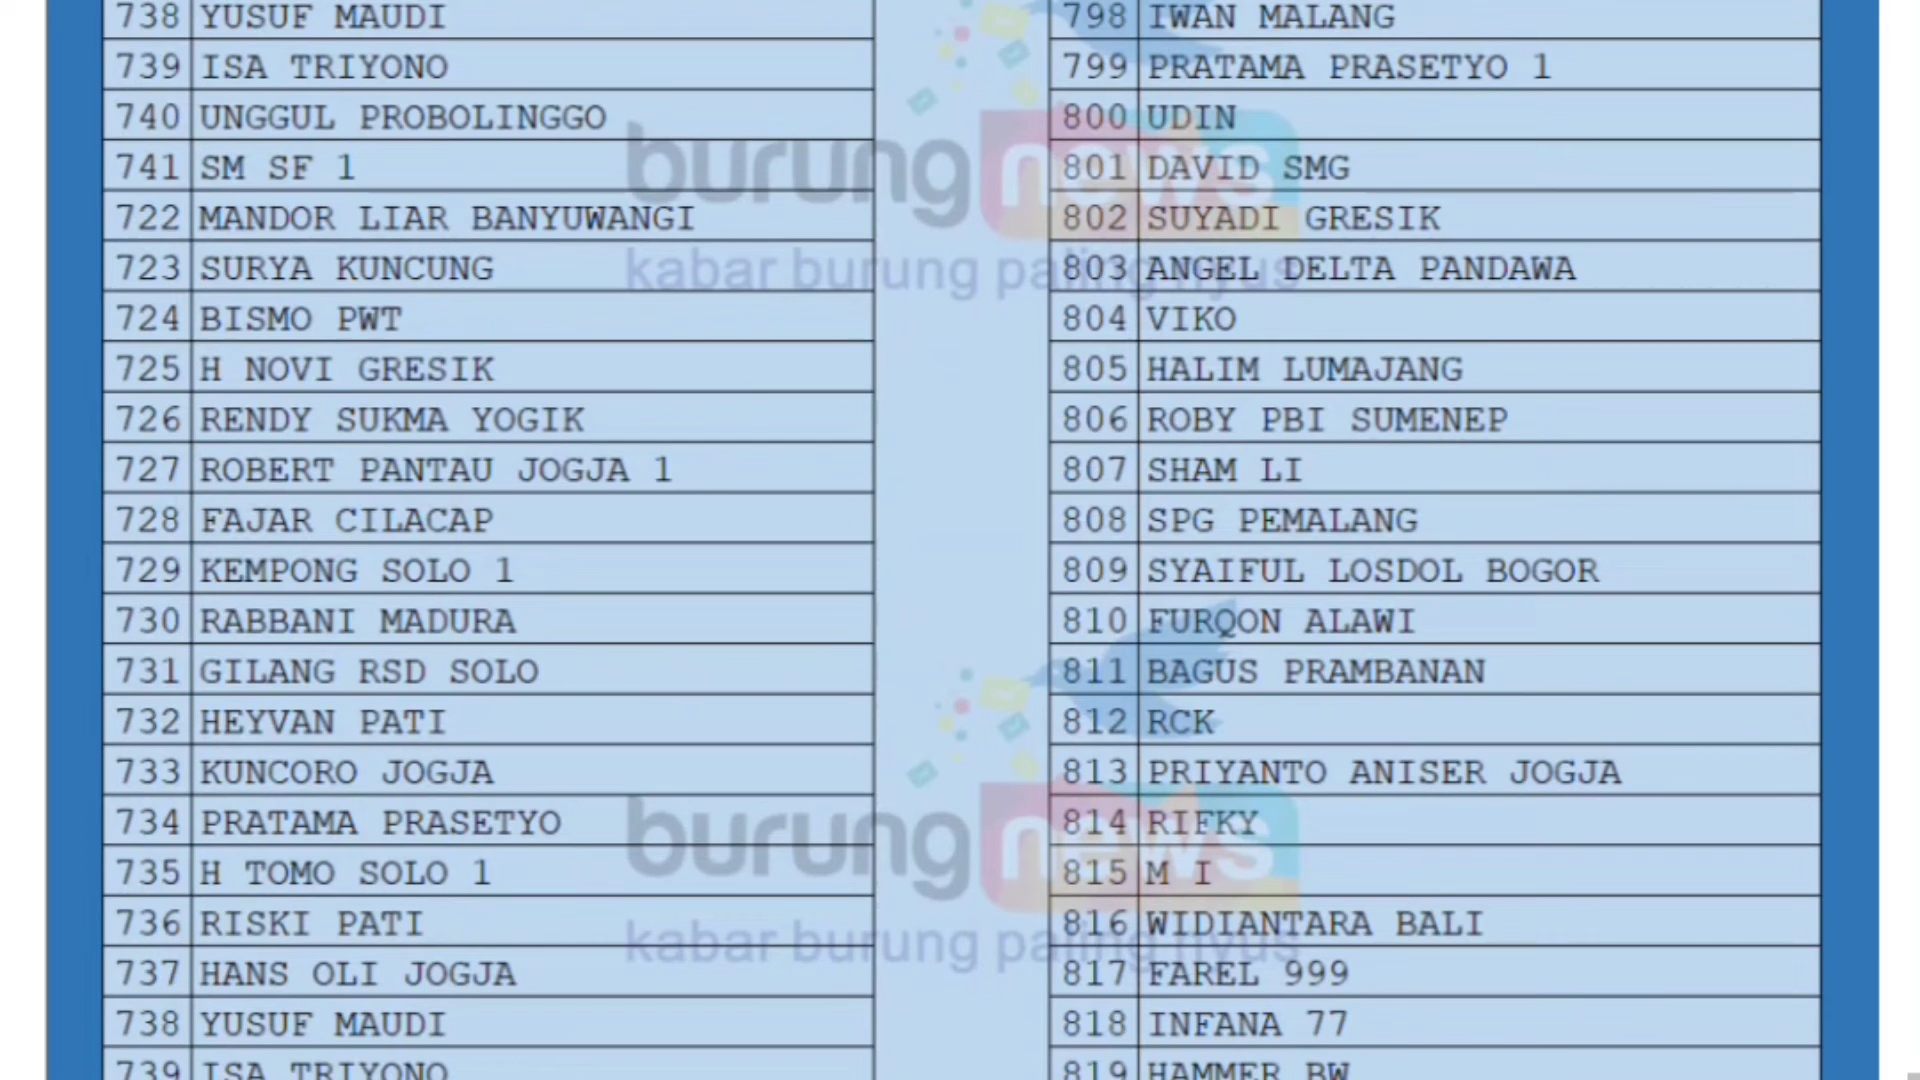 738 YUSUF MAUDI
739 ISA TRIYONO
740 UNGGUL PROBOLINGGO
741 SM SF 1
722 MANDOR LIAR BANYUWANGI
723 SURYA KUNCUNG
724 BISMO PWT
725 H NOVI GRESIK
726 RENDY SUKMA YOGIK
727 ROBERT PANTAU JOGJA 1
728 FAJAR CILACAP
729 KEMPONG SOLO 1
730 RABBANI MADURA
731 GILANG RSD SOLO
732 HEYVAN PATI
733 KUNCORO JOGJA
734 PRATAMA PRASETYO
735 H TOMO SOLO 1
736 RISKI PATI
737 HANS OLI JOGJA
738 YUSUF MAUDI
739 ISA TRIYONO
798 IWAN MALANG
799 PRATAMA PRASETYO 1
800 UDIN
801 DAVID SMG
802 SUYADI GRESIK
803 ANGEL DELTA PANDAWA
804 VIKO
805 HALIM LUMAJANG
806 ROBY PBI SUMENEP
807 SHAM LI
808 SPG PEMALANG
809 SYAIFUL LOSDOL BOGOR
810 FURQON ALAWI
811 BAGUS PRAMBANAN
812 RCK
813 PRIYANTO ANISER JOGJA
814 RIFKY
815 M I
816 WIDIANTARA BALI
817 FAREL 999
818 INFANA 77
819 HAMMER BW
burungnews
kabar burung paling nyus
burungnews
kabar burung paling nyus